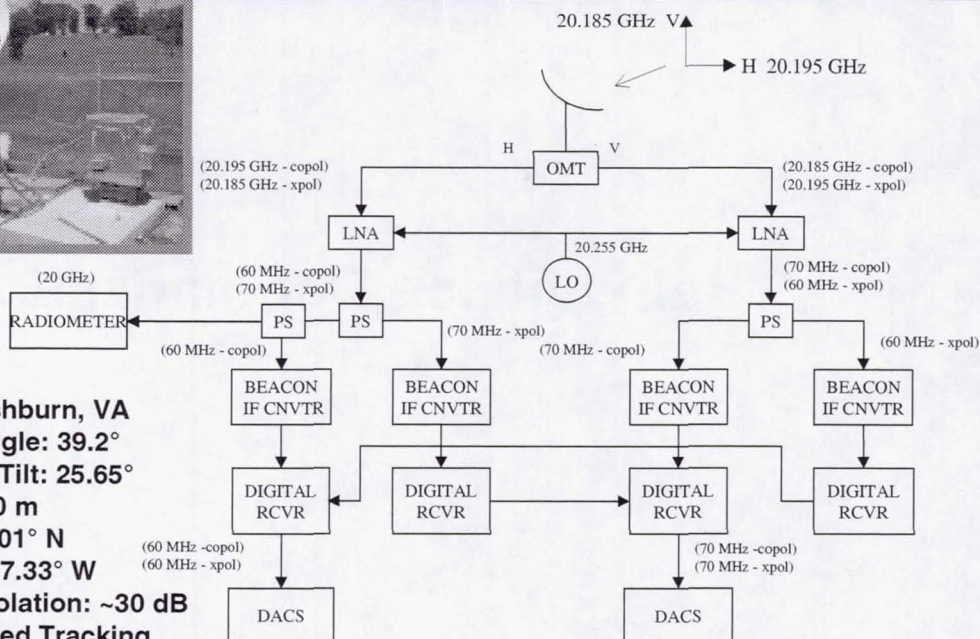 20.185 GHz V
H 20.195 GHz
H
V
OMT
(20.195 GHz - copol)
(20.185 GHz - xpol)
(20.185 GHz - copol)
(20.195 GHz - xpol)
LNA
LNA
20.255 GHz
LO
(20 GHz)
(60 MHz - copol)
(70 MHz - xpol)
(70 MHz - copol)
(60 MHz - xpol)
RADIOMETER
PS
PS
PS
(60 MHz - copol)
(70 MHz - xpol)
(70 MHz - copol)
(60 MHz - xpol)
BEACON
IF CNVTR
BEACON
IF CNVTR
BEACON
IF CNVTR
BEACON
IF CNVTR
shburn, VA
gle: 39.2°
Tilt: 25.65°
0 m
01° N
7.33° W
olation: ~30 dB
ed Tracking
DIGITAL
RCVR
DIGITAL
RCVR
DIGITAL
RCVR
DIGITAL
RCVR
(60 MHz -copol)
(60 MHz - xpol)
(70 MHz -copol)
(70 MHz - xpol)
DACS
DACS